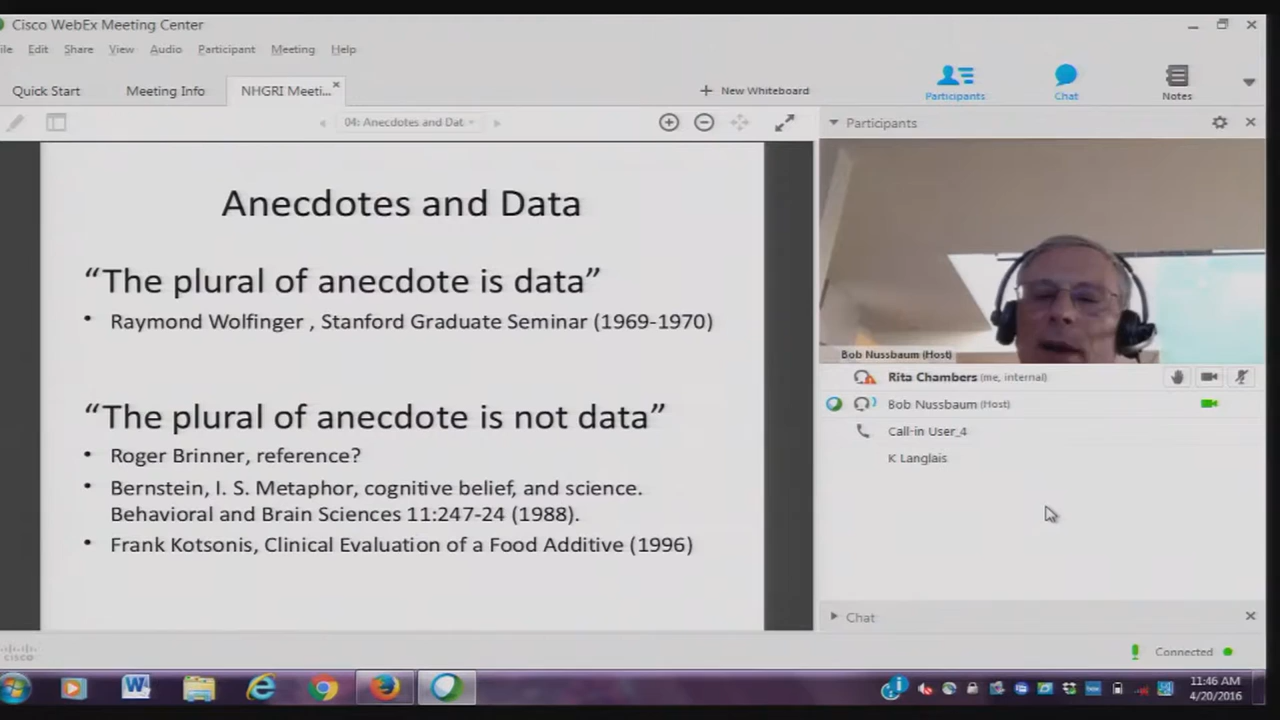 Cisco WebEx Meeting Center
ile Edit Share View Audio Participant Meeting Help
Quick Start Meeting Info NHGRI Meeti... New Whiteboard
Participants Chat Notes
04: Anecdotes and Dat
Participants
Anecdotes and Data
“The plural of anecdote is data”
• Raymond Wolfinger , Stanford Graduate Seminar (1969-1970)
“The plural of anecdote is not data”
• Roger Brinner, reference?
• Bernstein, I. S. Metaphor, cognitive belief, and science.
Behavioral and Brain Sciences 11:247-24 (1988).
• Frank Kotsonis, Clinical Evaluation of a Food Additive (1996)
Bob Nussbaum (Host)
Rita Chambers (me, internal)
Bob Nussbaum (Host)
Call-in User_4
K Langlais
Chat
Connected
CISCO
11:46 AM
4/20/2016